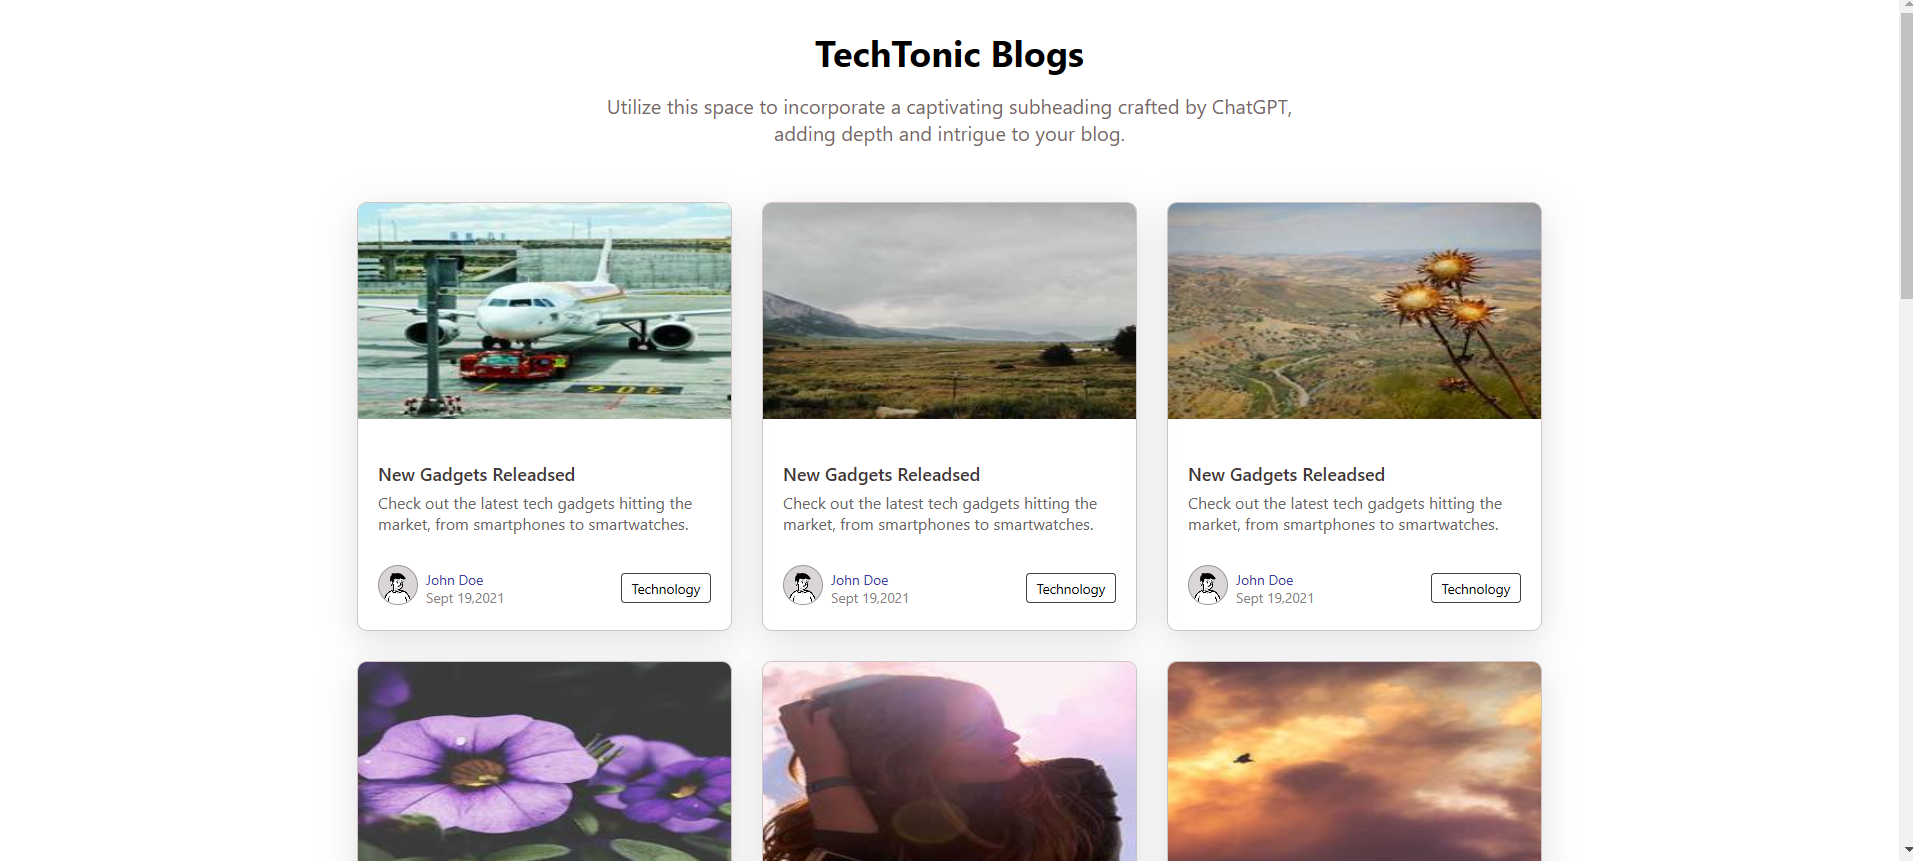 TechTonic Blogs
Utilize this space to incorporate a captivating subheading crafted by ChatGPT,
adding depth and intrigue to your blog.
New Gadgets Releadsed
Check out the latest tech gadgets hitting the
market, from smartphones to smartwatches.
John Doe
Sept 19,2021
Technology
New Gadgets Releadsed
Check out the latest tech gadgets hitting the
market, from smartphones to smartwatches.
John Doe
Sept 19,2021
Technology
New Gadgets Releadsed
Check out the latest tech gadgets hitting the
market, from smartphones to smartwatches.
John Doe
Sept 19,2021
Technology